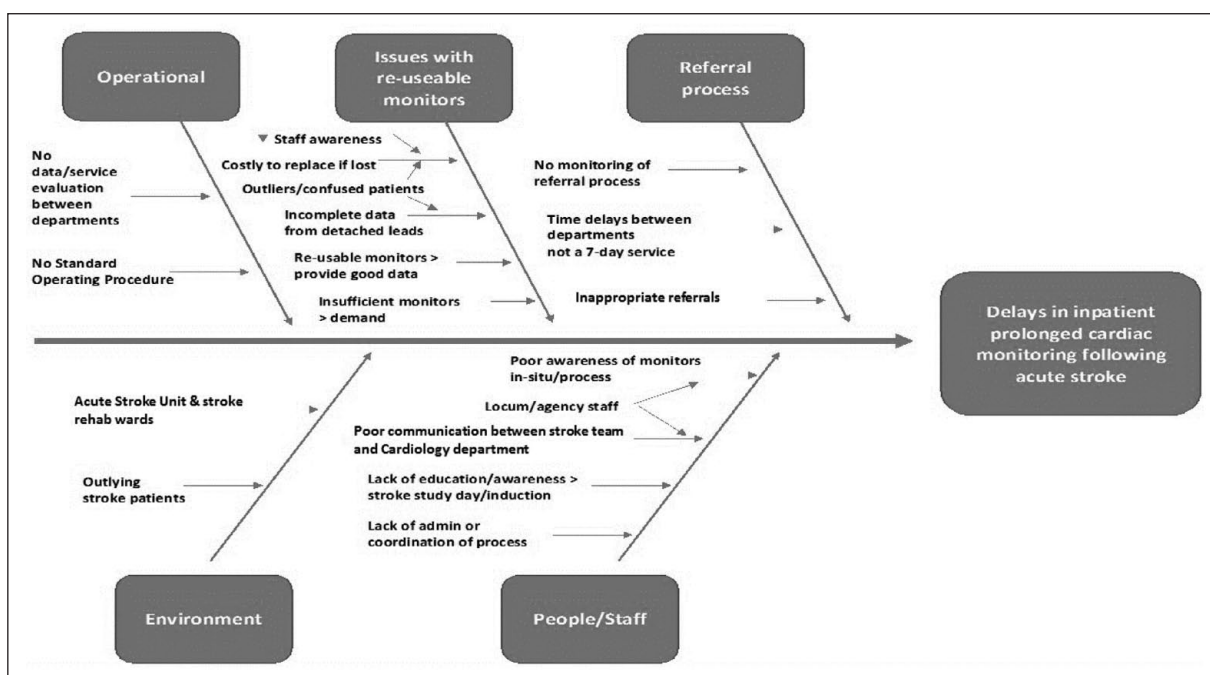 Operational
Issues with
re-useable
monitors
Referral
process
No
data/service
evaluation
between
departments
No Standard
Operating Procedure
▼ Staff awareness
Costly to replace if lost
Outliers/confused patients
Incomplete data
from detached leads
Re-usable monitors >
provide good data
Insufficient monitors
> demand
No monitoring of
referral process
Time delays between
departments
not a 7-day service
Inappropriate referrals
Delays in inpatient
prolonged cardiac
monitoring following
acute stroke
Acute Stroke Unit & stroke
rehab wards
Outlying
stroke patients
Poor awareness of monitors
in-situ/process
Locum/agency staff
Poor communication between stroke team
and Cardiology department
Lack of education/awareness >
stroke study day/induction
Lack of admin or
coordination of process
Environment
People/Staff